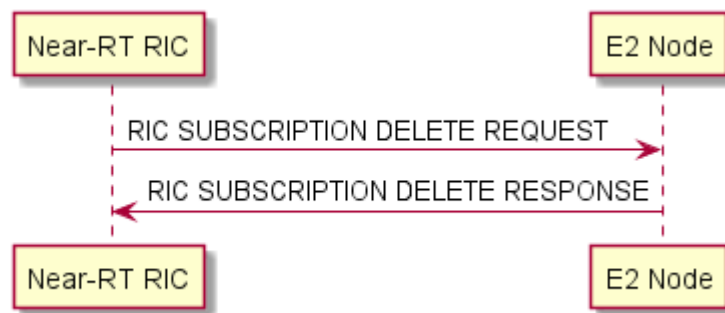 Near-RT RIC
E2 Node
RIC SUBSCRIPTION DELETE REQUEST
RIC SUBSCRIPTION DELETE RESPONSE
Near-RT RIC
E2 Node